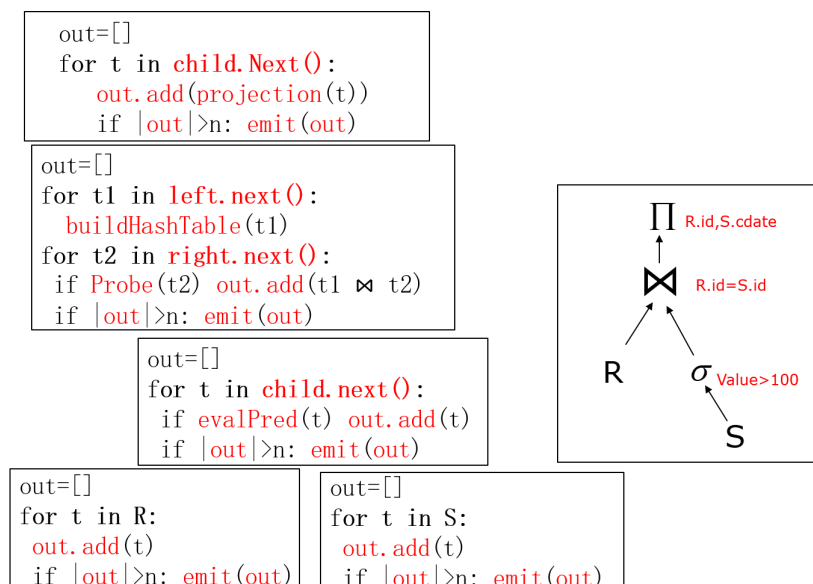 out=[]
for t in child.Next():
out.add(projection(t))
if |out|>n: emit(out)
out=[]
for t1 in left.next():
buildHashTable(t1)
for t2 in right.next():
if Probe(t2) out.add(t1 ⋈ t2)
if |out|>n: emit(out)
out=[]
for t in child.next():
if evalPred(t) out.add(t)
if |out|>n: emit(out)
out=[]
for t in R:
out.add(t)
if |out|>n: emit(out)
out=[]
for t in S:
out.add(t)
if |out|>n: emit(out)
∏ R.id,S.cdate
⋈ R.id=S.id
R
σ Value>100
S